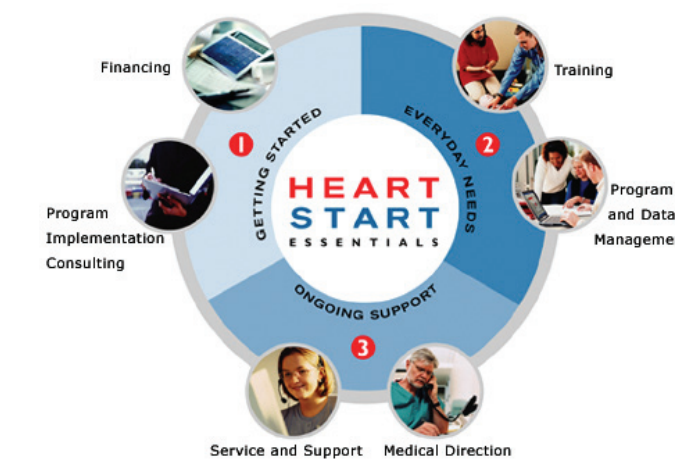 Financing
Training
1
GETTING STARTED
2
EVERYDAY NEEDS
HEART
START
ESSENTIALS
Program
Implementation
Consulting
Program
and Data
Manageme
ONGOING SUPPORT
3
Service and Support
Medical Direction